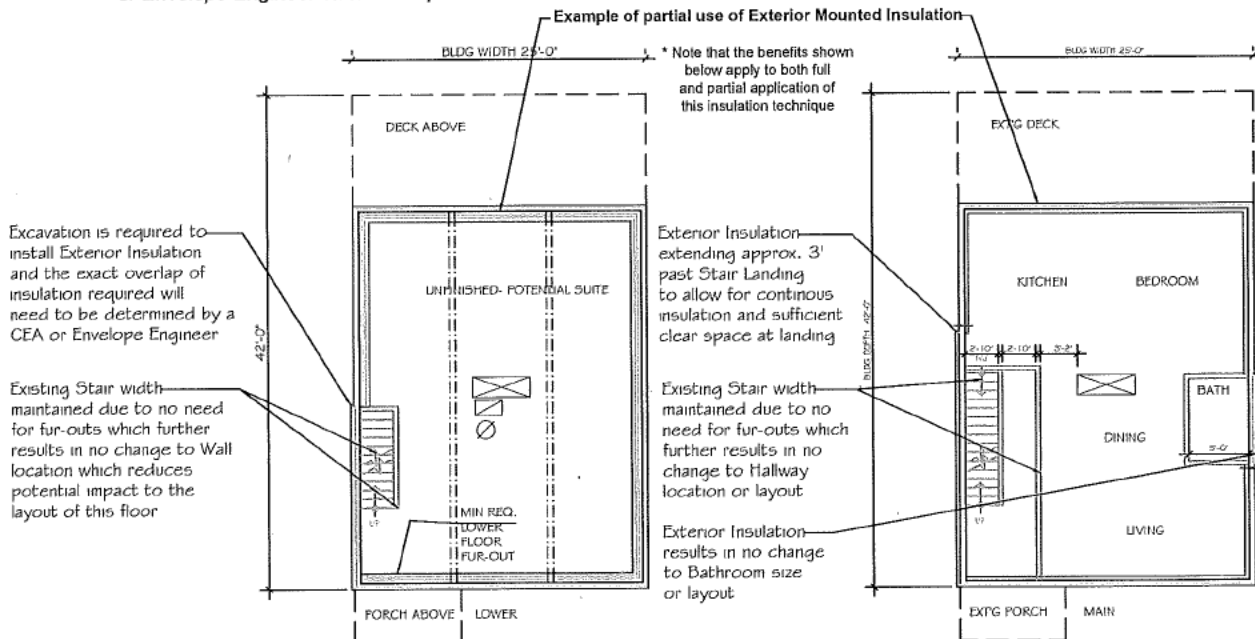 Example of partial use of Exterior Mounted Insulation
BLDG WIDTH 25'-0"
* Note that the benefits shown
below apply to both full
and partial application of
this insulation technique
BLDG WIDTH 25'-0"
DECK ABOVE
EXT'G DECK
Excavation is required to
install Exterior Insulation
and the exact overlap of
insulation required will
need to be determined by a
CEA or Envelope Engineer
42'-0"
UNFINISHED- POTENTIAL SUITE
Existing Stair width
maintained due to no need
for fur-outs which further
results in no change to Wall
location which reduces
potential impact to the
layout of this floor
UP
MIN REQ.
LOWER
FLOOR
FUR-OUT
PORCH ABOVE
LOWER
Exterior Insulation
extending approx. 3'
past Stair Landing
to allow for continous
insulation and sufficient
clear space at landing
BLDG DEPTH 42'-0"
KITCHEN
BEDROOM
2'-10"
2'-10"
3'-2"
Existing Stair width
maintained due to no
need for fur-outs which
further results in no
change to Hallway
location or layout
BATH
5'-0"
DINING
Exterior Insulation
results in no change
to Bathroom size
or layout
UP
LIVING
EXT'G PORCH
MAIN